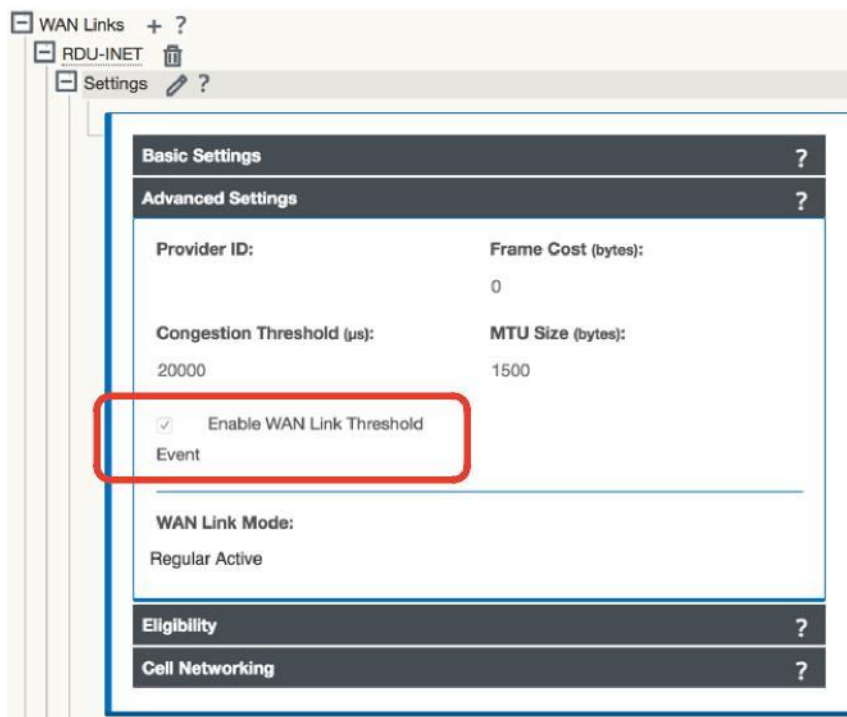 WAN Links + ?
RDU-INET
Settings ?
Basic Settings ?
Advanced Settings ?
Provider ID: Frame Cost (bytes):
0
Congestion Threshold (µs): MTU Size (bytes):
20000 1500
Enable WAN Link Threshold
Event
WAN Link Mode:
Regular Active
Eligibility ?
Cell Networking ?